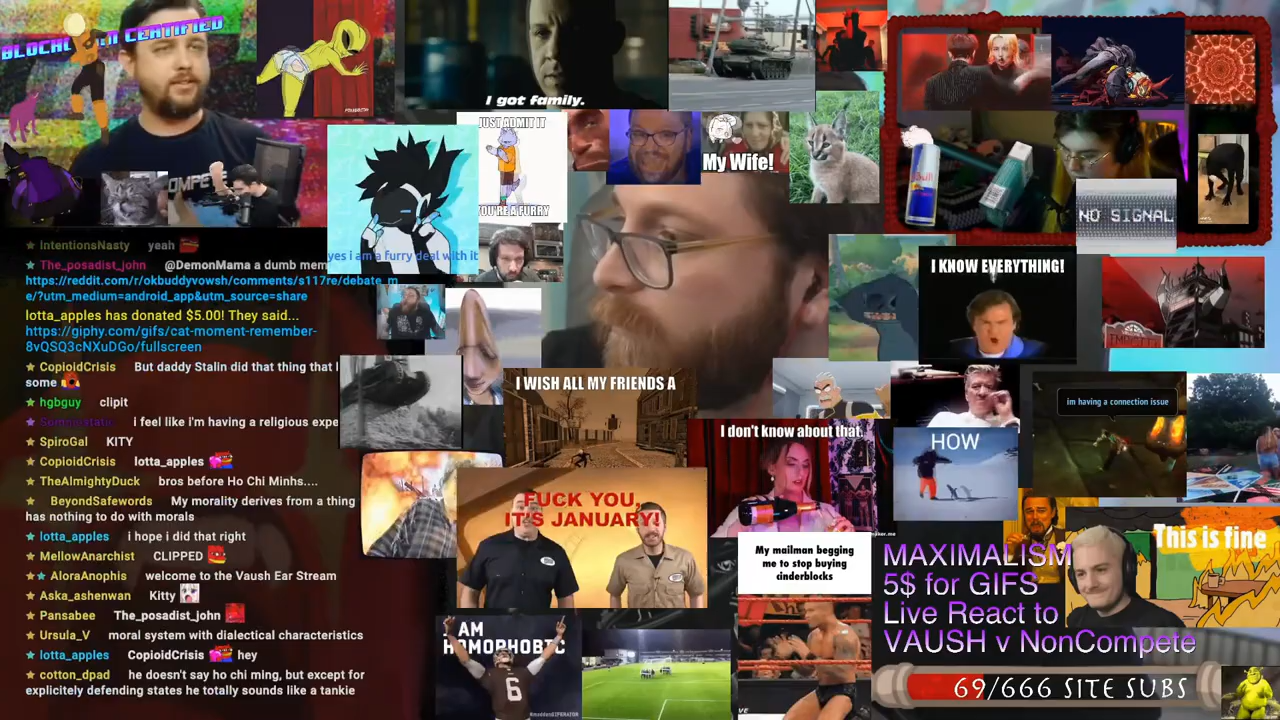 CERTIFIED
I got family.
JUST ADMIT IT
YOU'RE A FURRY
yes i am a furry deal with it
My Wife!
NO SIGNAL
I KNOW EVERYTHING!
IntentionsNasty yeah
The_posadist_john @DemonMama a dumb mem
https://reddit.com/r/okbuddyvowsh/comments/s117re/debate_m
e/?utm_medium=android_app&utm_source=share
lotta_apples has donated $5.00! They said...
https://giphy.com/gifs/cat-moment-remember-
8vQSQ3cNXuDGo/fullscreen
CopioidCrisis But daddy Stalin did that thing that I
some
hgbguy clipit
i feel like i'm having a religious expe
SpiroGal KITY
CopioidCrisis lotta_apples
TheAlmightyDuck bros before Ho Chi Minhs....
BeyondSafewords My morality derives from a thing
has nothing to do with morals
lotta_apples i hope i did that right
MellowAnarchist CLIPPED
AloraAnophis welcome to the Vaush Ear Stream
Aska_ashenwan Kitty
Pansabee The_posadist_john
Ursula_V moral system with dialectical characteristics
lotta_apples CopioidCrisis hey
cotton_dpad he doesn't say ho chi ming, but except for
explicitely defending states he totally sounds like a tankie
I WISH ALL MY FRIENDS A
FUCK YOU,
IT'S JANUARY!
I don't know about that.
im having a connection issue
HOW
My mailman begging
me to stop buying
cinderblocks
This is fine
MAXIMALISM
5$ for GIFS
Live React to
VAUSH v NonCompete
69/666 SITE SUBS
I AM
HOMOPHOBIC
6